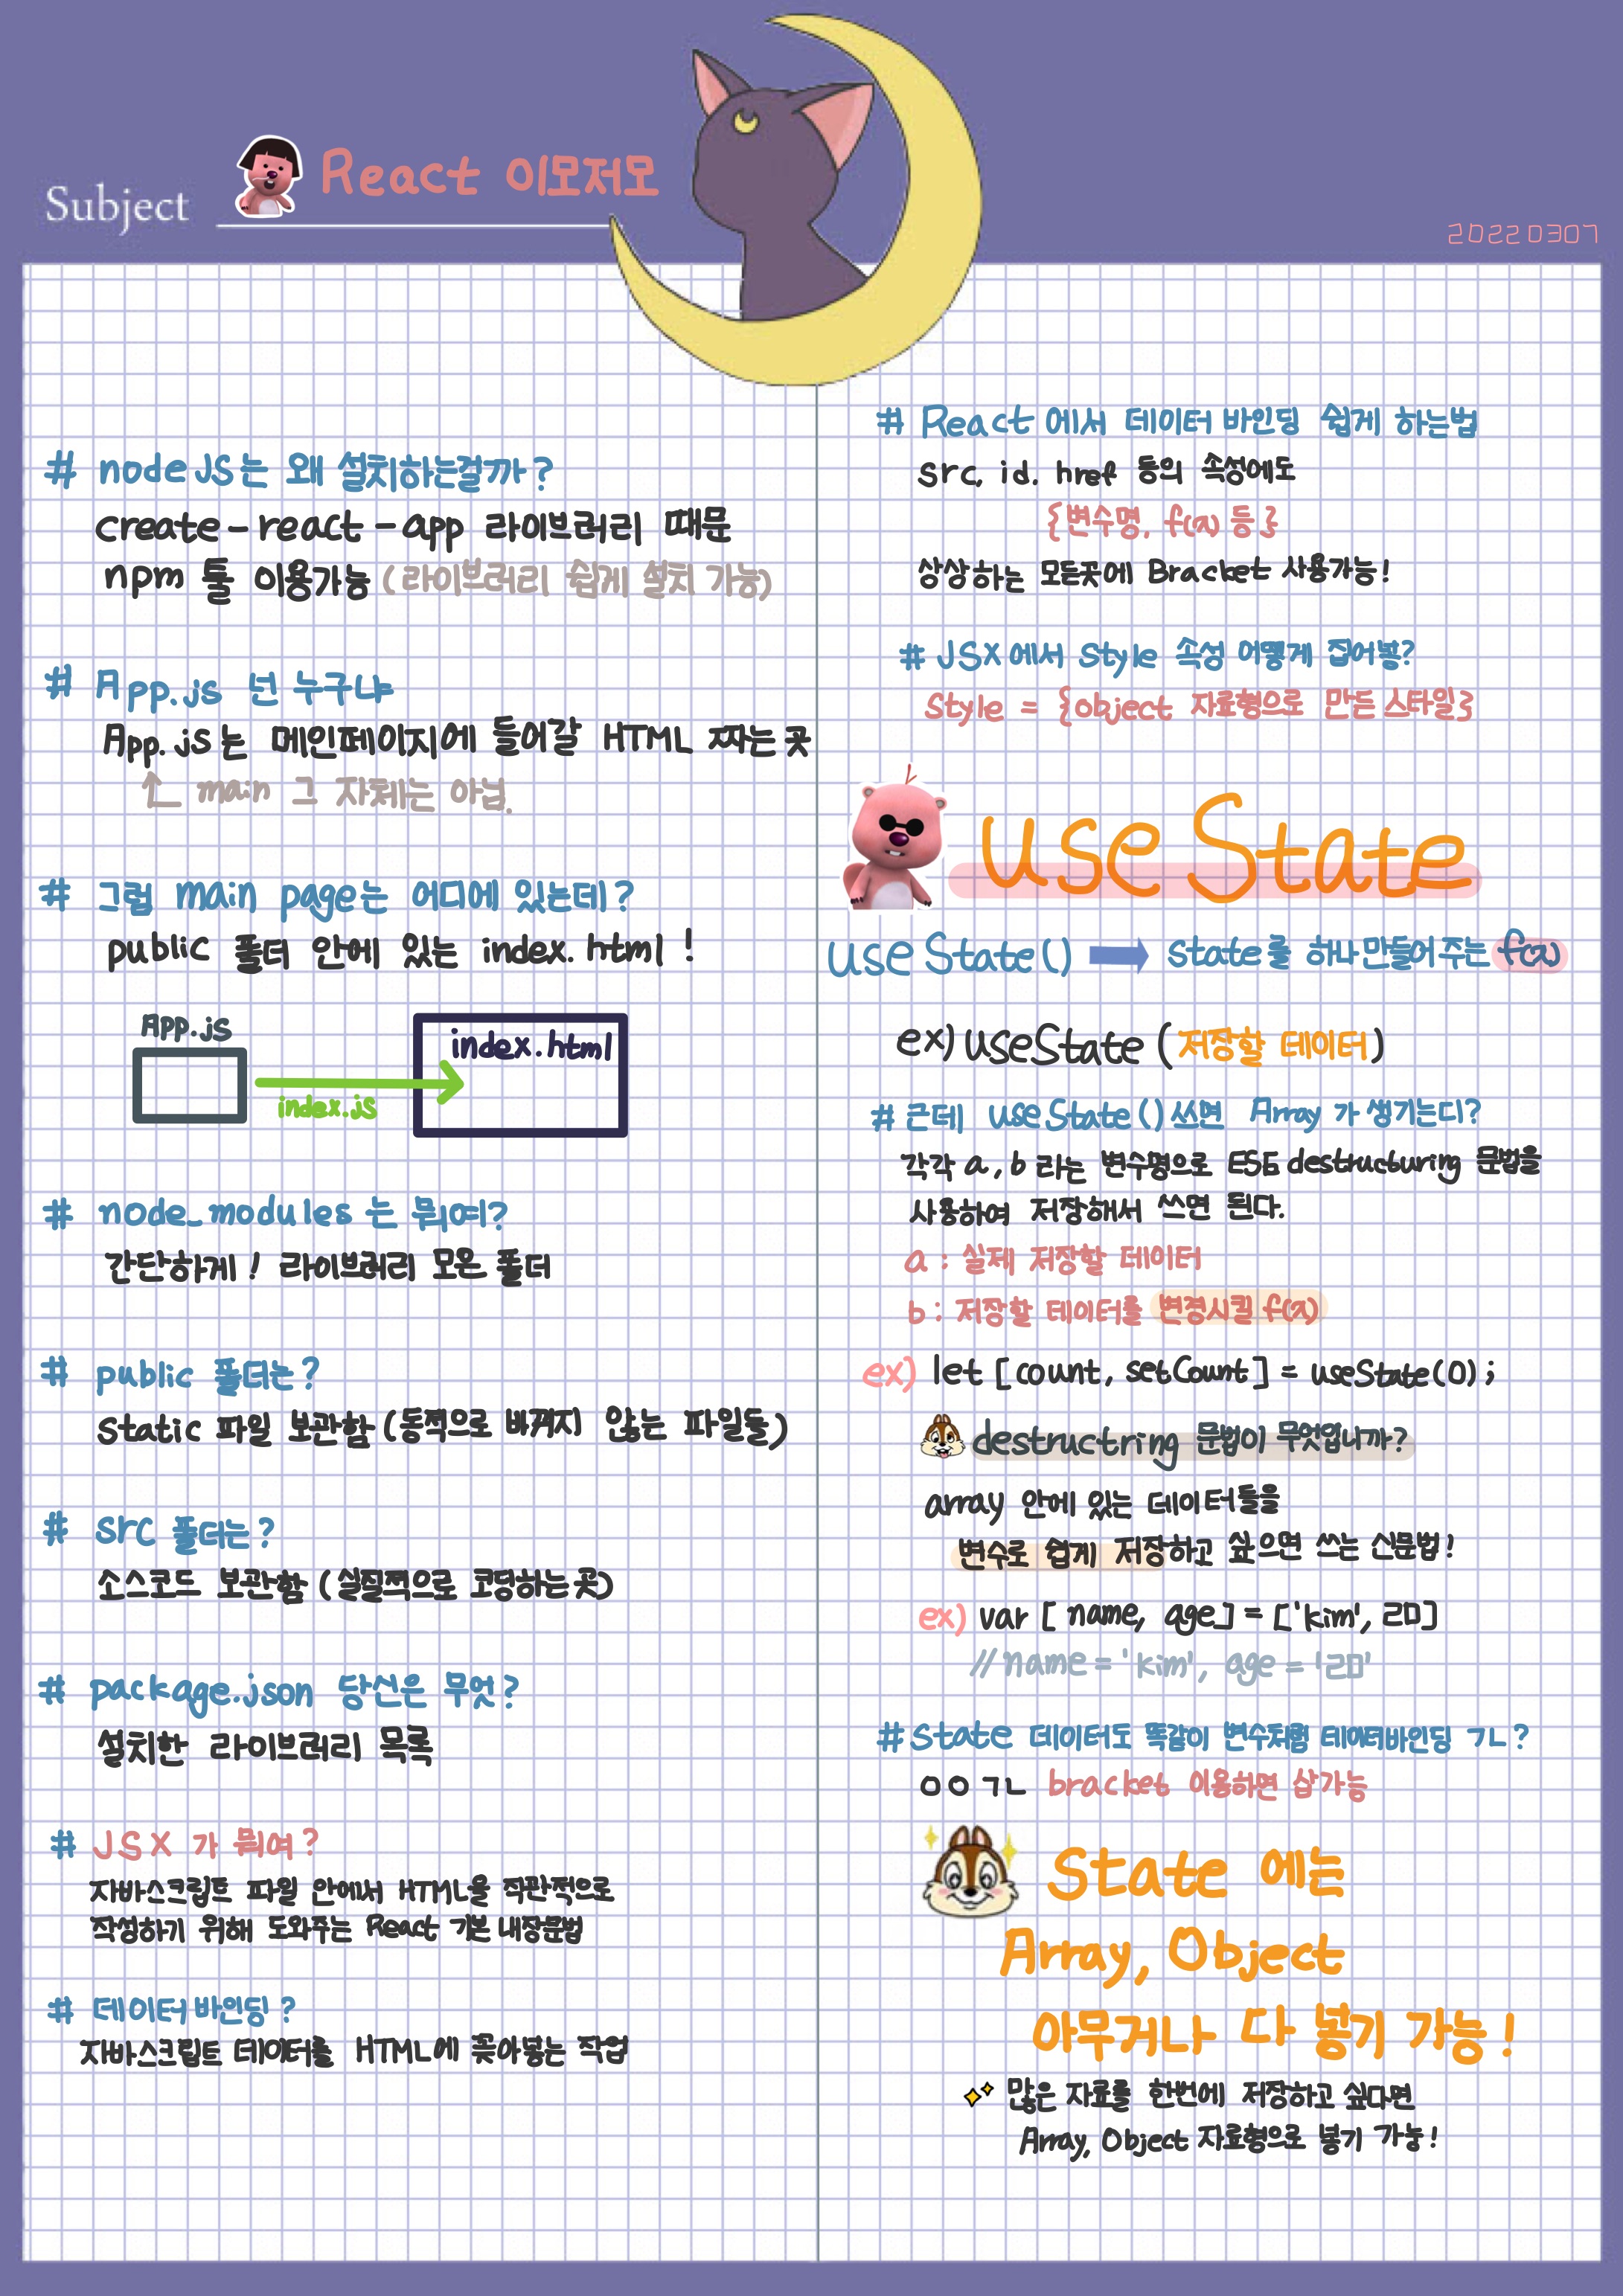 Subject
React 이모저모
20220307
# nodeJS는 왜 설치하는걸까?
create-react-app 라이브러리 때문
npm 툴 이용가능 (라이브러리 쉽게 설치 가능)
# App.js 넌 누구냐
App.js는 메인페이지에 들어갈 HTML 짜는곳
main 그 자체는 아님.
# 그럼 main page는 어디에 있는데?
public 폴더 안에 있는 index.html!
App.js
index.html
index.js
# node_modules 는 뭐여?
간단하게! 라이브러리 모은 폴더
# public 폴더는?
Static 파일 보관함 (동적으로 바뀌지 않는 파일들)
# src 폴더는?
소스코드 보관함 (실질적으로 코딩하는곳)
# package.json 당신은 무엇?
설치한 라이브러리 목록
# JSX 가 뭐여?
자바스크립트 파일 안에서 HTML을 직관적으로
작성하기 위해 도와주는 React 기본 내장문법
# 데이터바인딩?
자바스크립트 데이터를 HTML에 꽂아넣는 작업
# React 에서 데이터 바인딩 쉽게 하는법
src, id, href 등의 속성에도
{변수명, f(x) 등}
상상하는 모든곳에 Bracket 사용가능!
# JSX에서 Style 속성 어떻게 집어넣?
Style = {object 자료형으로 만든 스타일}
useState
useState() ➡ state를 하나 만들어 주는 f(x)
ex) useState (저장할 데이터)
# 근데 useState() 쓰면 Array 가 생기는디?
각각 a, b 라는 변수명으로 ES6 destructuring 문법을
사용하여 저장해서 쓰면 된다.
a : 실제 저장할 데이터
b : 저장할 데이터를 변경시킬 f(x)
ex) let [count, setCount] = useState(0);
destructring 문법이 무엇입니까?
array 안에 있는 데이터들을
변수로 쉽게 저장하고 싶으면 쓰는 신문법!
ex) var [name, age] = ['kim', 20]
// name = 'kim', age = '20'
# State 데이터도 똑같이 변수처럼 데이터바인딩 ㄱㄴ?
ㅇㅇ ㄱㄴ bracket 이용하면 쌉가능
State 에는
Array, Object
아무거나 다 넣기 가능!
많은 자료를 한번에 저장하고 싶다면
Array, Object 자료형으로 넣기 가능!